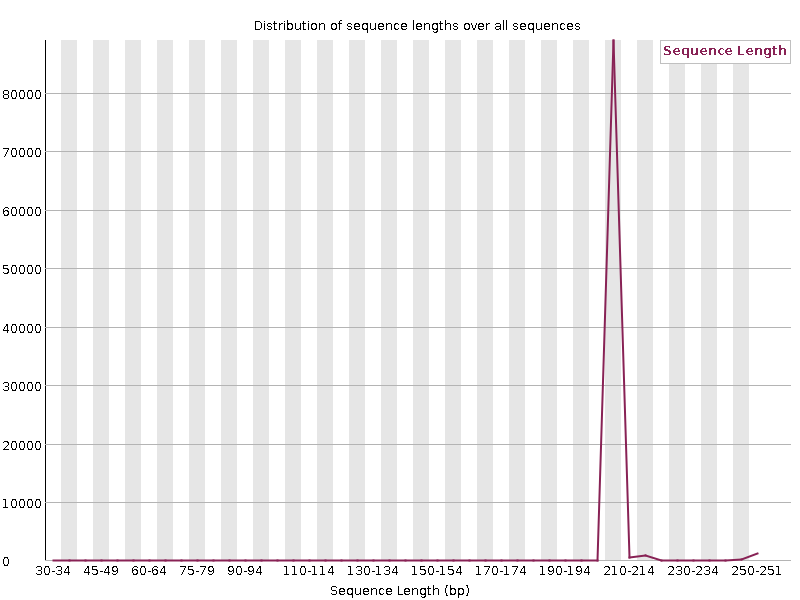 Distribution of sequence lengths over all sequences
Sequence Length
80000
70000
60000
50000
40000
30000
20000
10000
0
30-34 45-49 60-64 75-79 90-94 110-114 130-134 150-154 170-174 190-194 210-214 230-234 250-251
Sequence Length (bp)